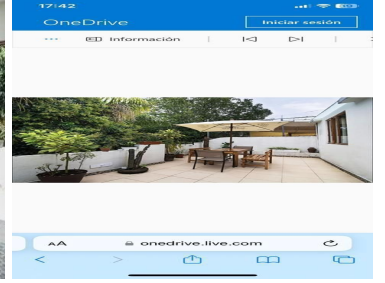 17:42
OneDrive
Iniciar sesión
Información
AA
onedrive.live.com